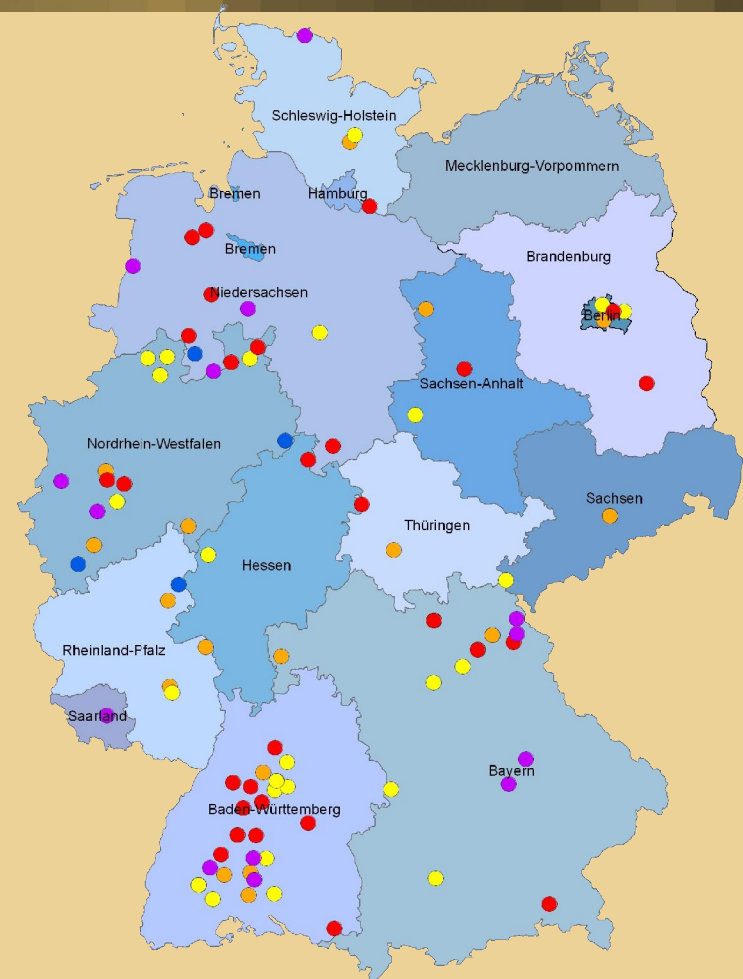 Schleswig-Holstein
Mecklenburg-Vorpommern
Bremen
Hamburg
Bremen
Brandenburg
Niedersachsen
Berlin
Sachsen-Anhalt
Nordrhein-Westfalen
Sachsen
Thüringen
Hessen
Rheinland-Pfalz
Saarland
Bayern
Baden-Württemberg